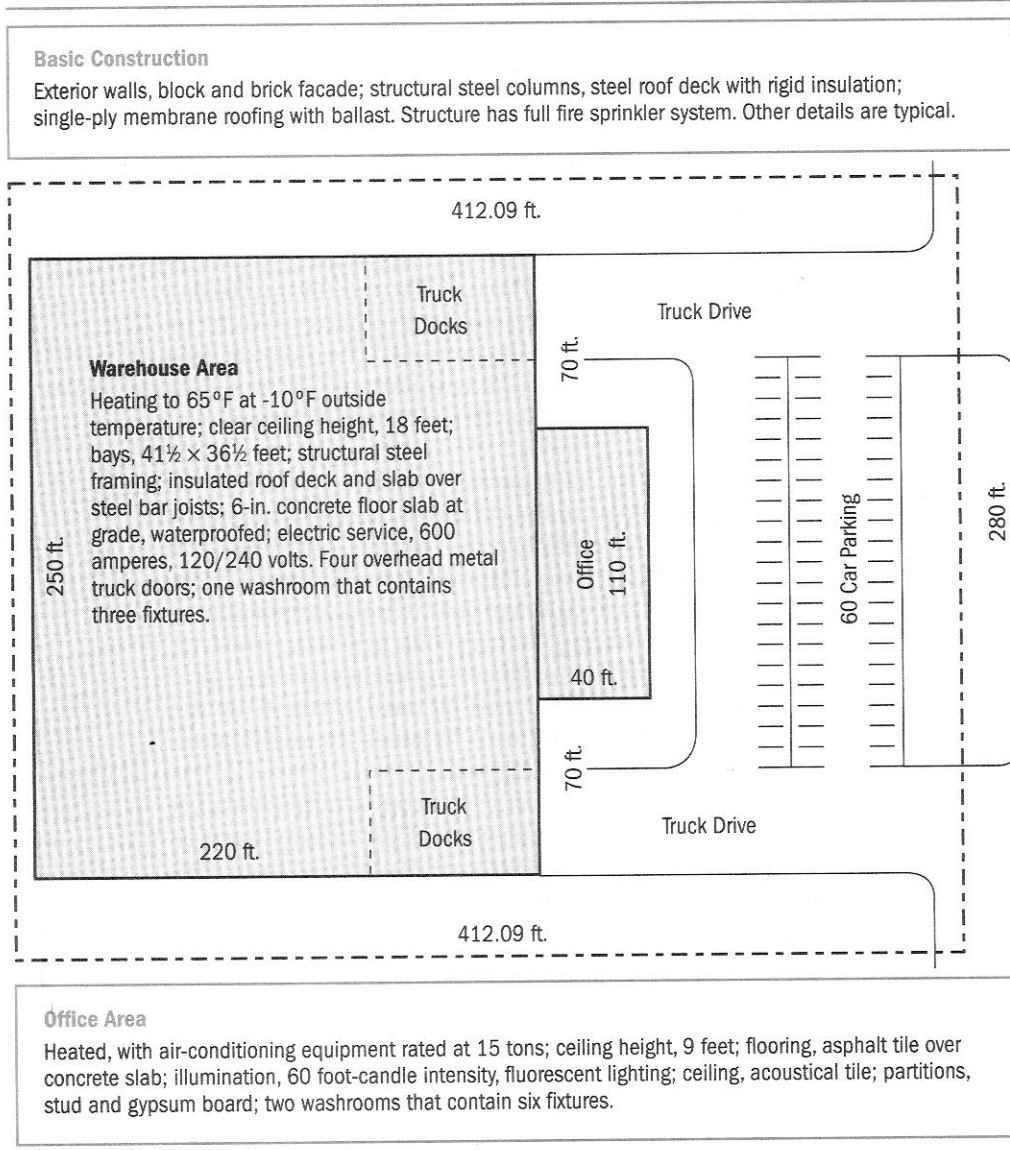 Basic Construction
Exterior walls, block and brick facade; structural steel columns, steel roof deck with rigid insulation;
single-ply membrane roofing with ballast. Structure has full fire sprinkler system. Other details are typical.
412.09 ft.
Truck
Docks
Truck Drive
70 ft.
Warehouse Area
Heating to 65°F at -10°F outside
temperature; clear ceiling height, 18 feet;
bays, 41½ × 36½ feet; structural steel
framing; insulated roof deck and slab over
steel bar joists; 6-in. concrete floor slab at
grade, waterproofed; electric service, 600
amperes, 120/240 volts. Four overhead metal
truck doors; one washroom that contains
three fixtures.
250 ft.
Office
110 ft.
40 ft.
60 Car Parking
280 ft.
70 ft.
Truck
Docks
Truck Drive
220 ft.
412.09 ft.
Office Area
Heated, with air-conditioning equipment rated at 15 tons; ceiling height, 9 feet; flooring, asphalt tile over
concrete slab; illumination, 60 foot-candle intensity, fluorescent lighting; ceiling, acoustical tile; partitions,
stud and gypsum board; two washrooms that contain six fixtures.